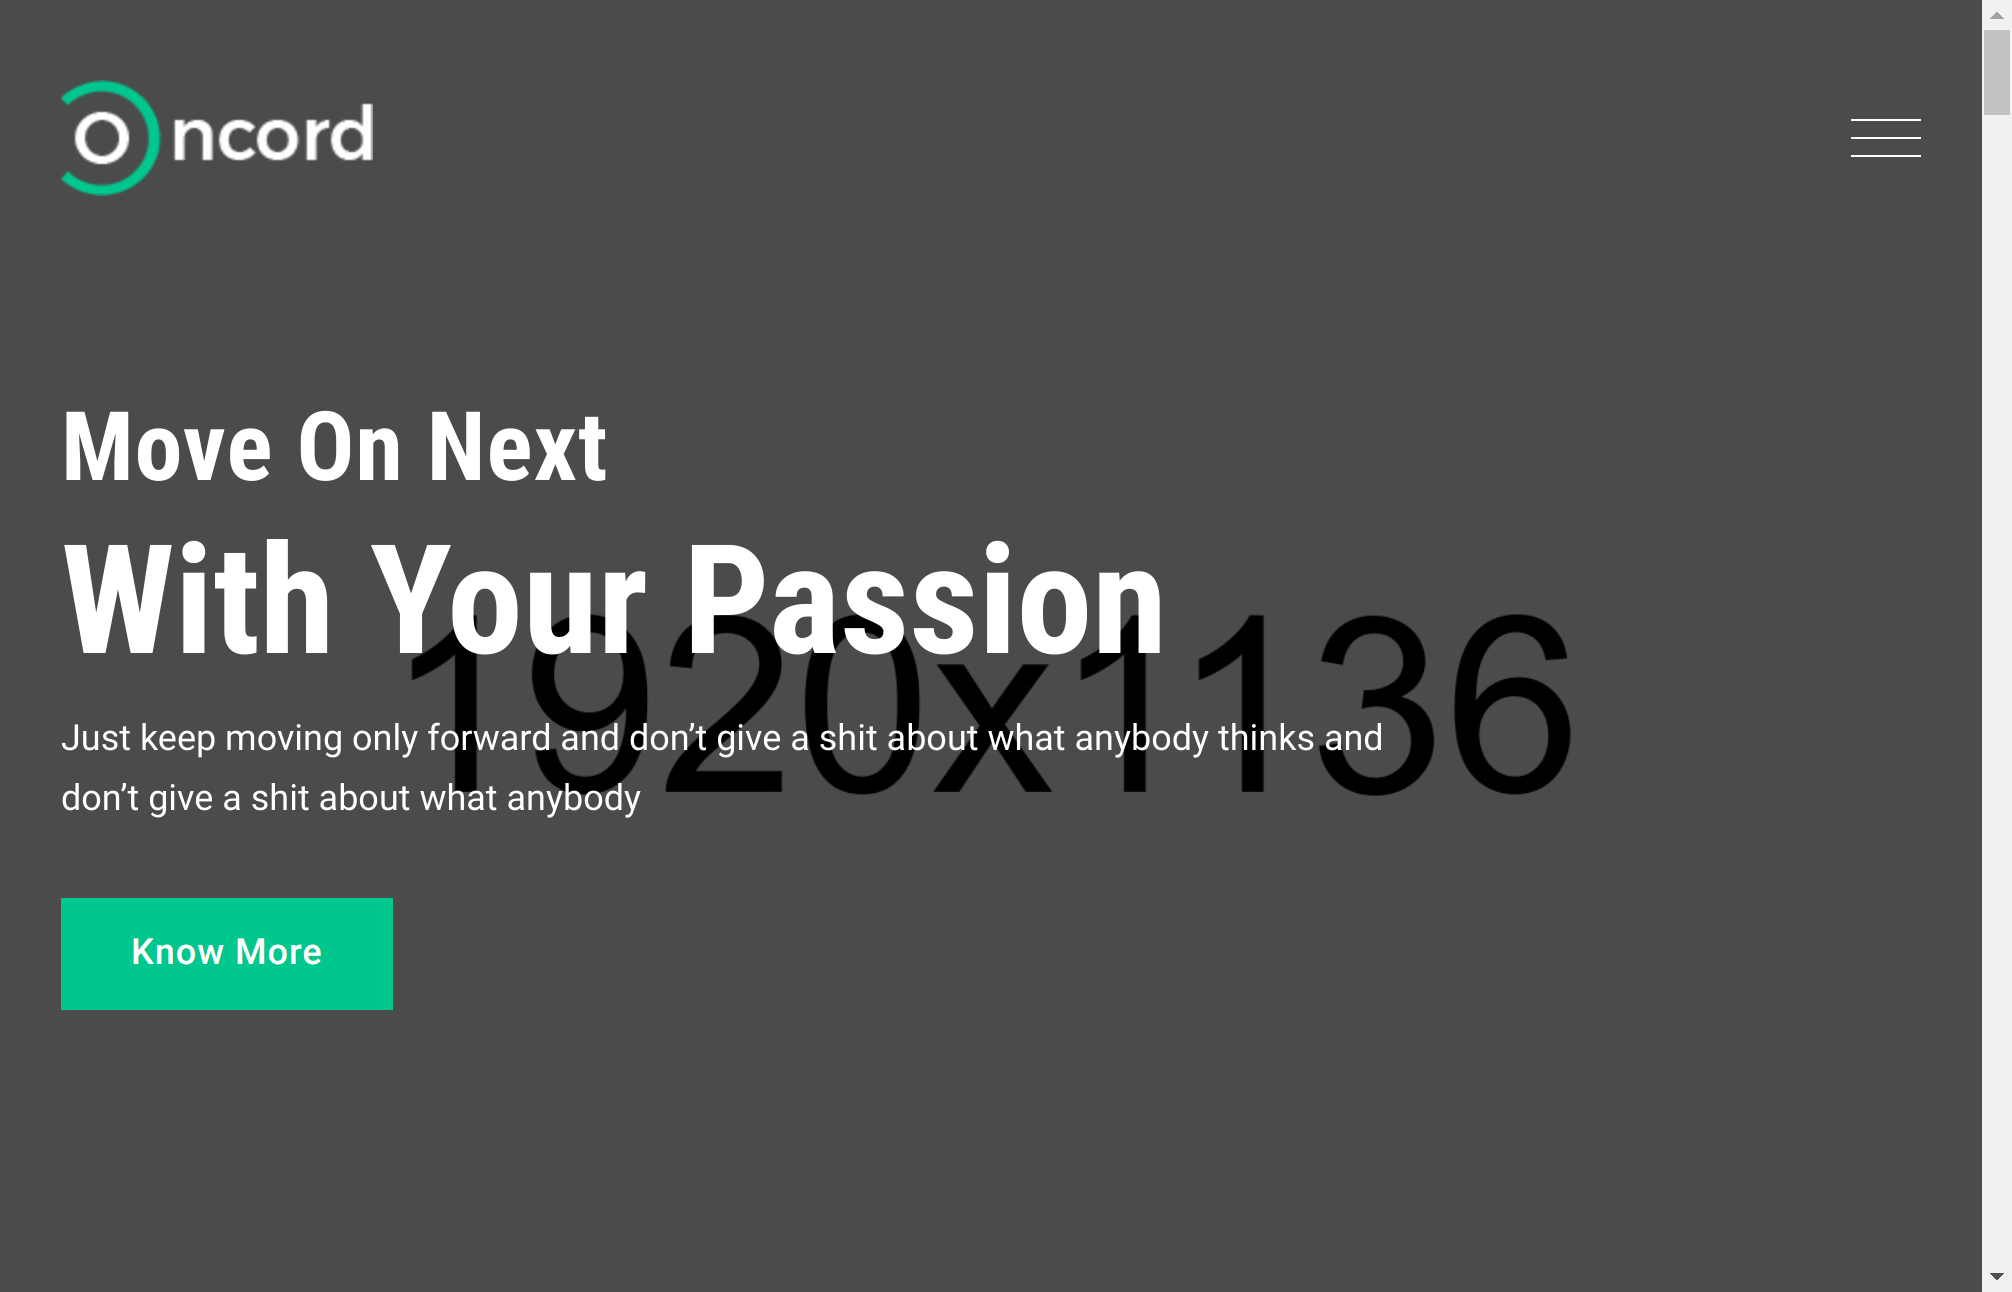 Oncord
Move On Next
With Your Passion
1920x1136
Just keep moving only forward and don’t give a shit about what anybody thinks and
don’t give a shit about what anybody
Know More